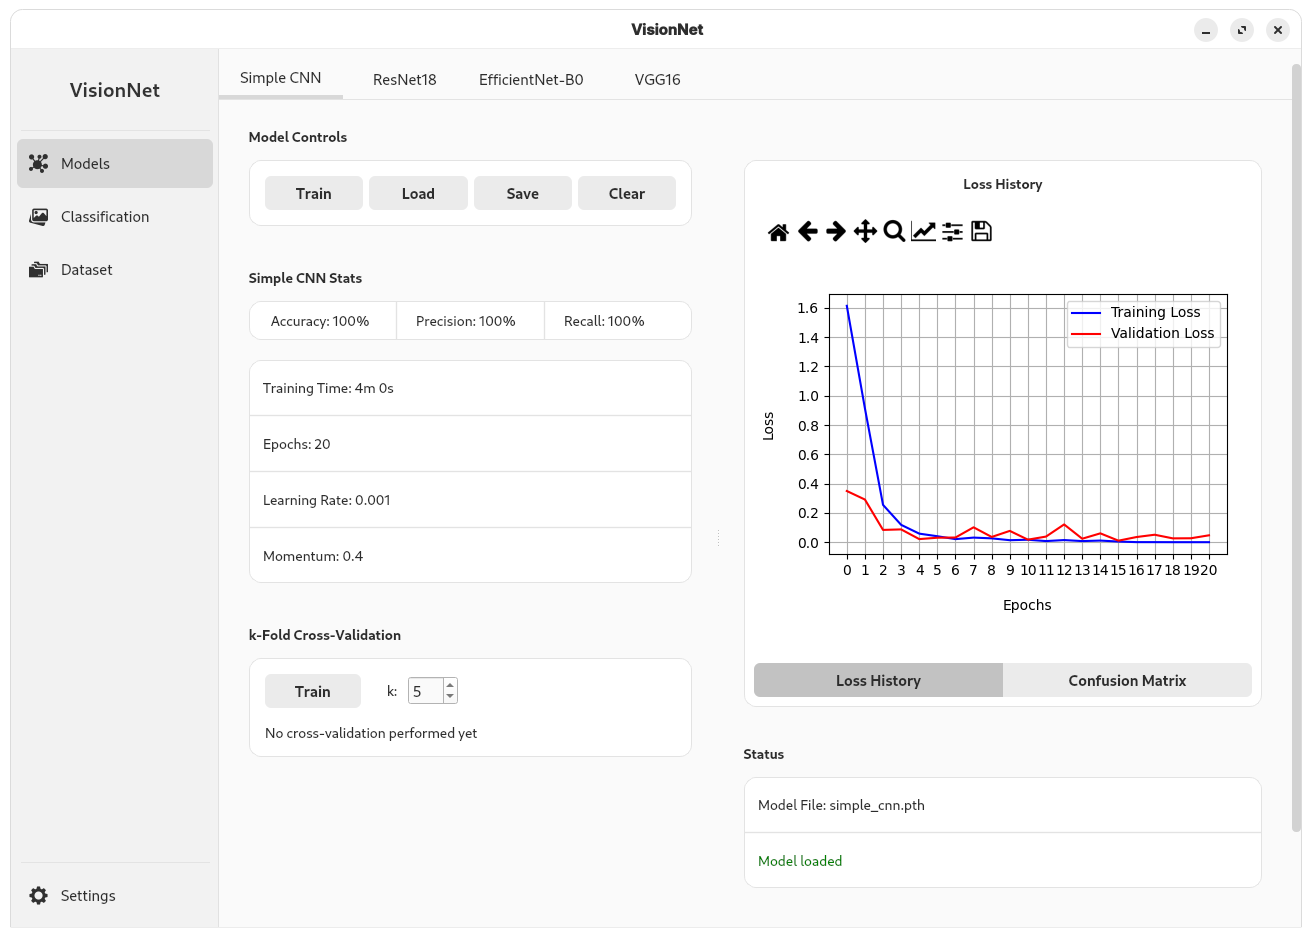 VisionNet
VisionNet
Models
Classification
Dataset
Settings
Simple CNN
ResNet18
EfficientNet-B0
VGG16
Model Controls
Train
Load
Save
Clear
Simple CNN Stats
Accuracy: 100%
Precision: 100%
Recall: 100%
Training Time: 4m 0s
Epochs: 20
Learning Rate: 0.001
Momentum: 0.4
k-Fold Cross-Validation
Train
k:
5
No cross-validation performed yet
Loss History
Training Loss
Validation Loss
1.6
1.4
1.2
1.0
0.8
0.6
0.4
0.2
0.0
Loss
0 1 2 3 4 5 6 7 8 9 10 11 12 13 14 15 16 17 18 19 20
Epochs
Loss History
Confusion Matrix
Status
Model File: simple_cnn.pth
Model loaded